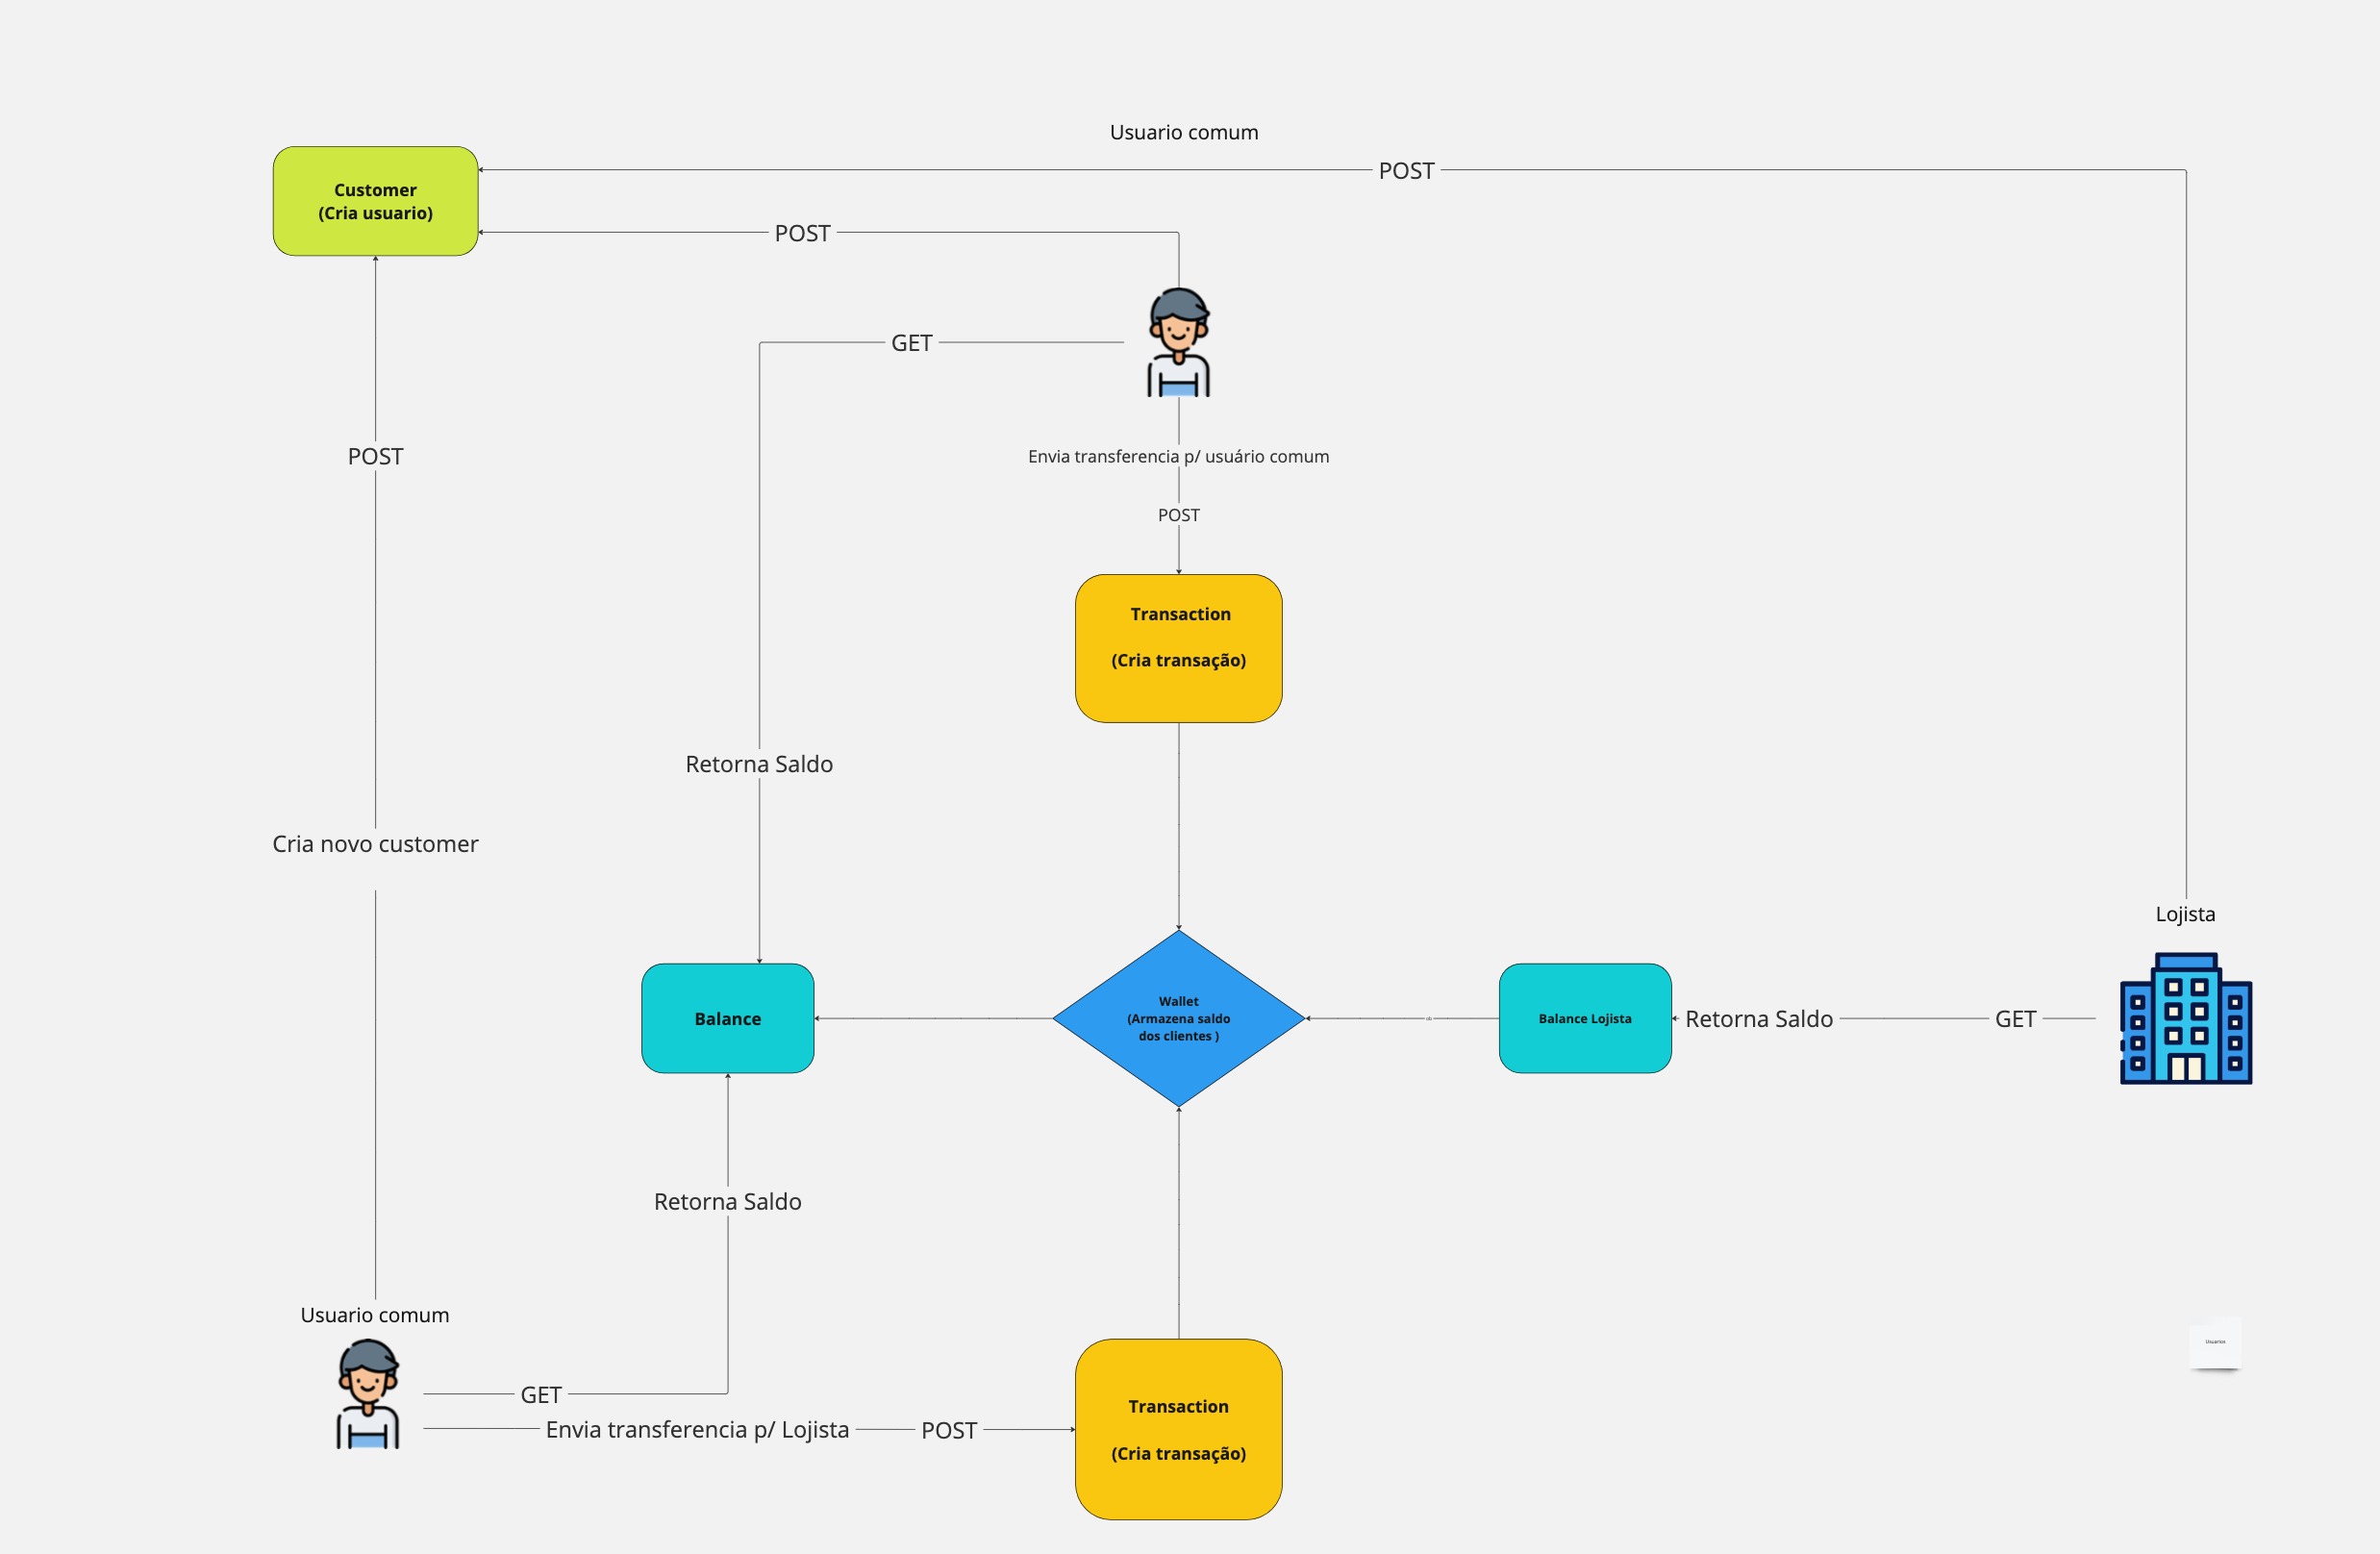 Usuario comum
POST
Customer
(Cria usuario)
POST
GET
POST
Envia transferencia p/ usuário comum
POST
Transaction
(Cria transação)
Retorna Saldo
Cria novo customer
Lojista
Balance
Wallet
(Armazena saldo
dos clientes )
Balance Lojista
Retorna Saldo
GET
Retorna Saldo
Usuario comum
Usuarios
GET
Envia transferencia p/ Lojista
POST
Transaction
(Cria transação)